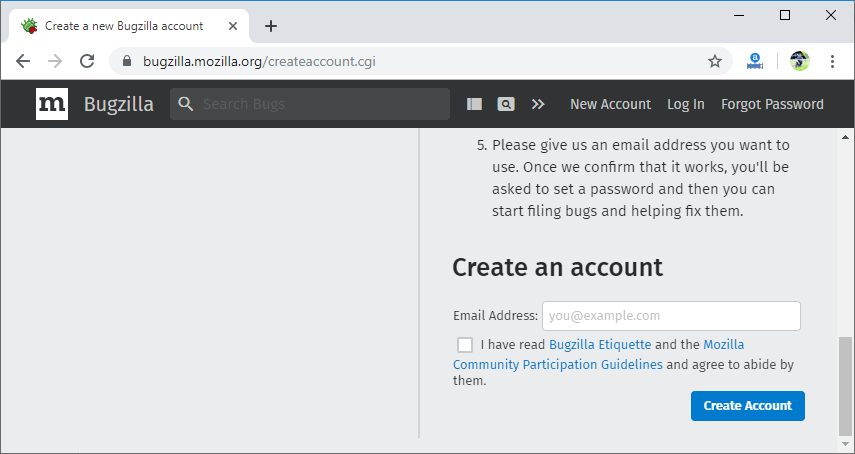 Create a new Bugzilla account
bugzilla.mozilla.org/createaccount.cgi
m Bugzilla Search Bugs New Account Log In Forgot Password
5. Please give us an email address you want to
use. Once we confirm that it works, you'll be
asked to set a password and then you can
start filing bugs and helping fix them.
Create an account
Email Address: you@example.com
I have read Bugzilla Etiquette and the Mozilla
Community Participation Guidelines and agree to abide by
them.
Create Account